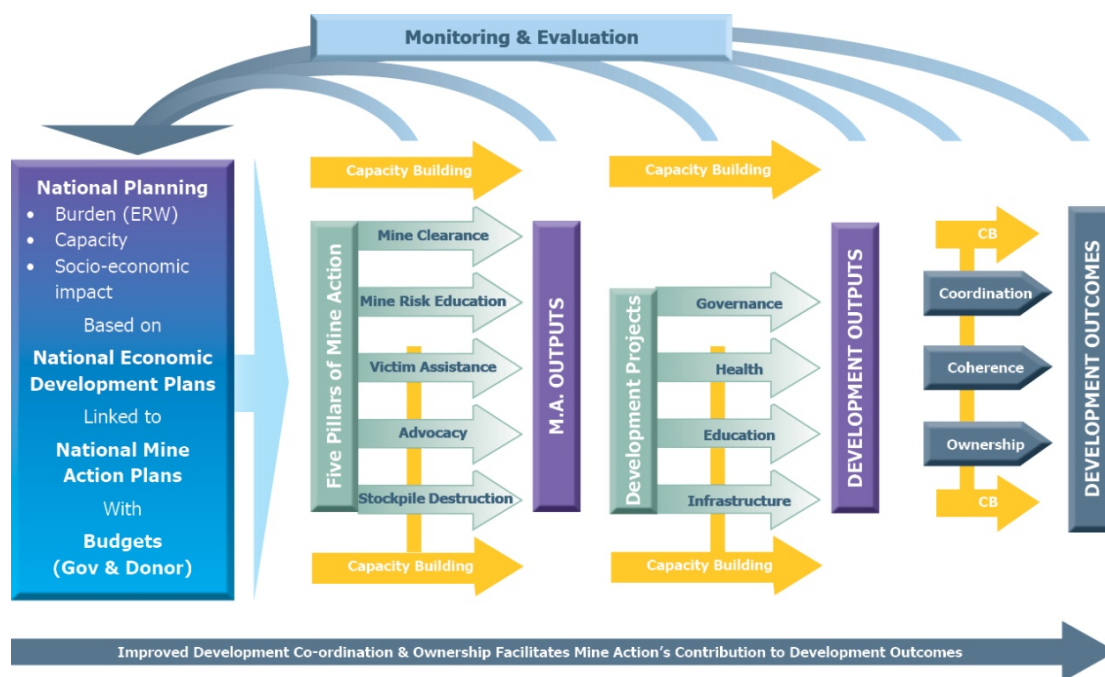 Monitoring & Evaluation
National Planning
• Burden (ERW)
• Capacity
• Socio-economic
impact
Based on
National Economic
Development Plans
Linked to
National Mine
Action Plans
With
Budgets
(Gov & Donor)
Capacity Building
Five Pillars of Mine Action
Mine Clearance
Mine Risk Education
Victim Assistance
Advocacy
Stockpile Destruction
Capacity Building
M.A. OUTPUTS
Capacity Building
Development Projects
Governance
Health
Education
Infrastructure
Capacity Building
DEVELOPMENT OUTPUTS
CB
Coordination
Coherence
Ownership
CB
DEVELOPMENT OUTCOMES
Improved Development Co-ordination & Ownership Facilitates Mine Action's Contribution to Development Outcomes